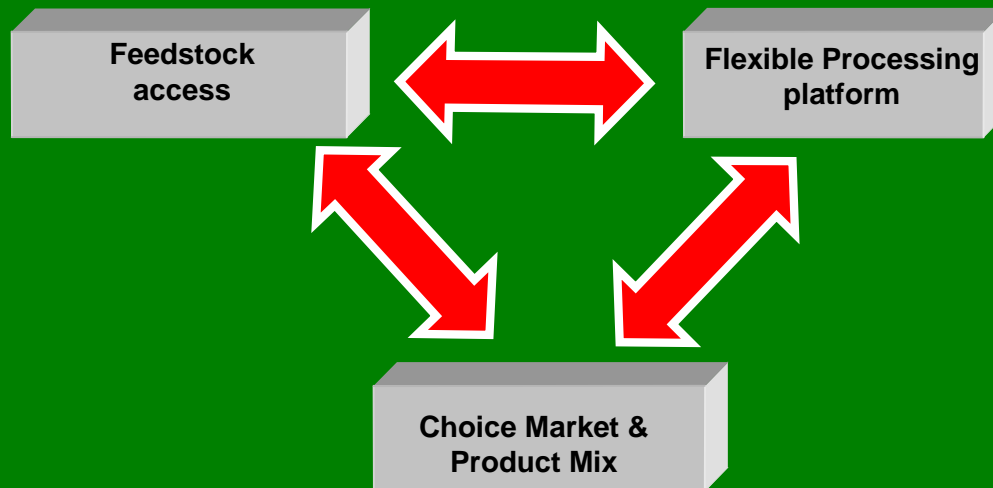 Feedstock
access
Flexible Processing
platform
Choice Market &
Product Mix